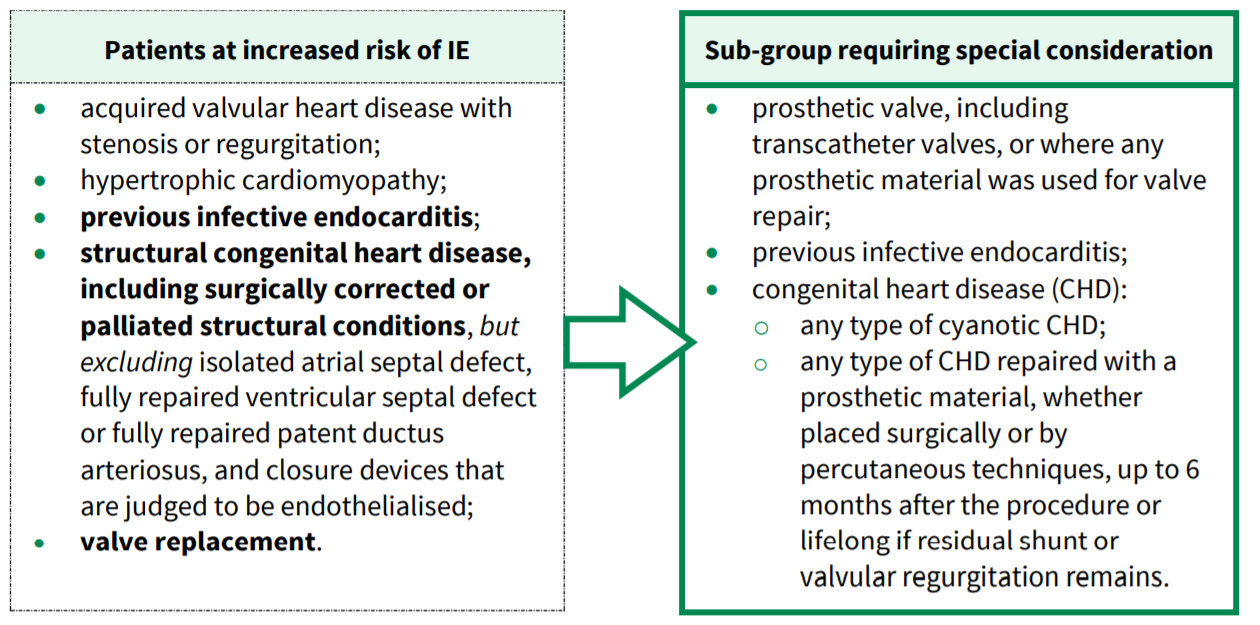 Patients at increased risk of IE
• acquired valvular heart disease with
stenosis or regurgitation;
• hypertrophic cardiomyopathy;
• previous infective endocarditis;
• structural congenital heart disease,
including surgically corrected or
palliated structural conditions, but
excluding isolated atrial septal defect,
fully repaired ventricular septal defect
or fully repaired patent ductus
arteriosus, and closure devices that
are judged to be endothelialised;
• valve replacement.
Sub-group requiring special consideration
• prosthetic valve, including
transcatheter valves, or where any
prosthetic material was used for valve
repair;
• previous infective endocarditis;
• congenital heart disease (CHD):
○ any type of cyanotic CHD;
○ any type of CHD repaired with a
prosthetic material, whether
placed surgically or by
percutaneous techniques, up to 6
months after the procedure or
lifelong if residual shunt or
valvular regurgitation remains.